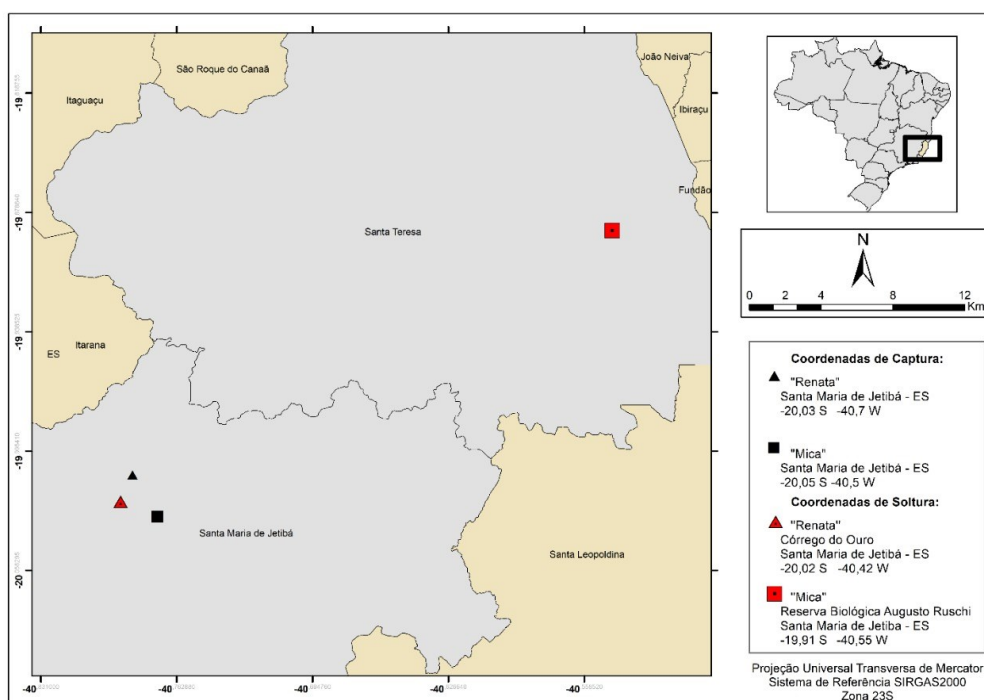 João Neiva
São Roque do Canaã
Itaguaçu
Ibiraçu
Fundão
Santa Teresa
ES
Itarana
Santa Maria de Jetibá
Santa Leopoldina
-19
-19
-19
-19
-20
-40
-40
-40
-40
-40
N
0 2 4 8 12
Km
Coordenadas de Captura:
"Renata"
Santa Maria de Jetibá - ES
-20,03 S -40,7 W
"Mica"
Santa Maria de Jetibá - ES
-20,05 S -40,5 W
Coordenadas de Soltura:
"Renata"
Córrego do Ouro
Santa Maria de Jetibá - ES
-20,02 S -40,42 W
"Mica"
Reserva Biológica Augusto Ruschi
Santa Maria de Jetiba - ES
-19,91 S -40,55 W
Projeção Universal Transversa de Mercator
Sistema de Referência SIRGAS2000
Zona 23S